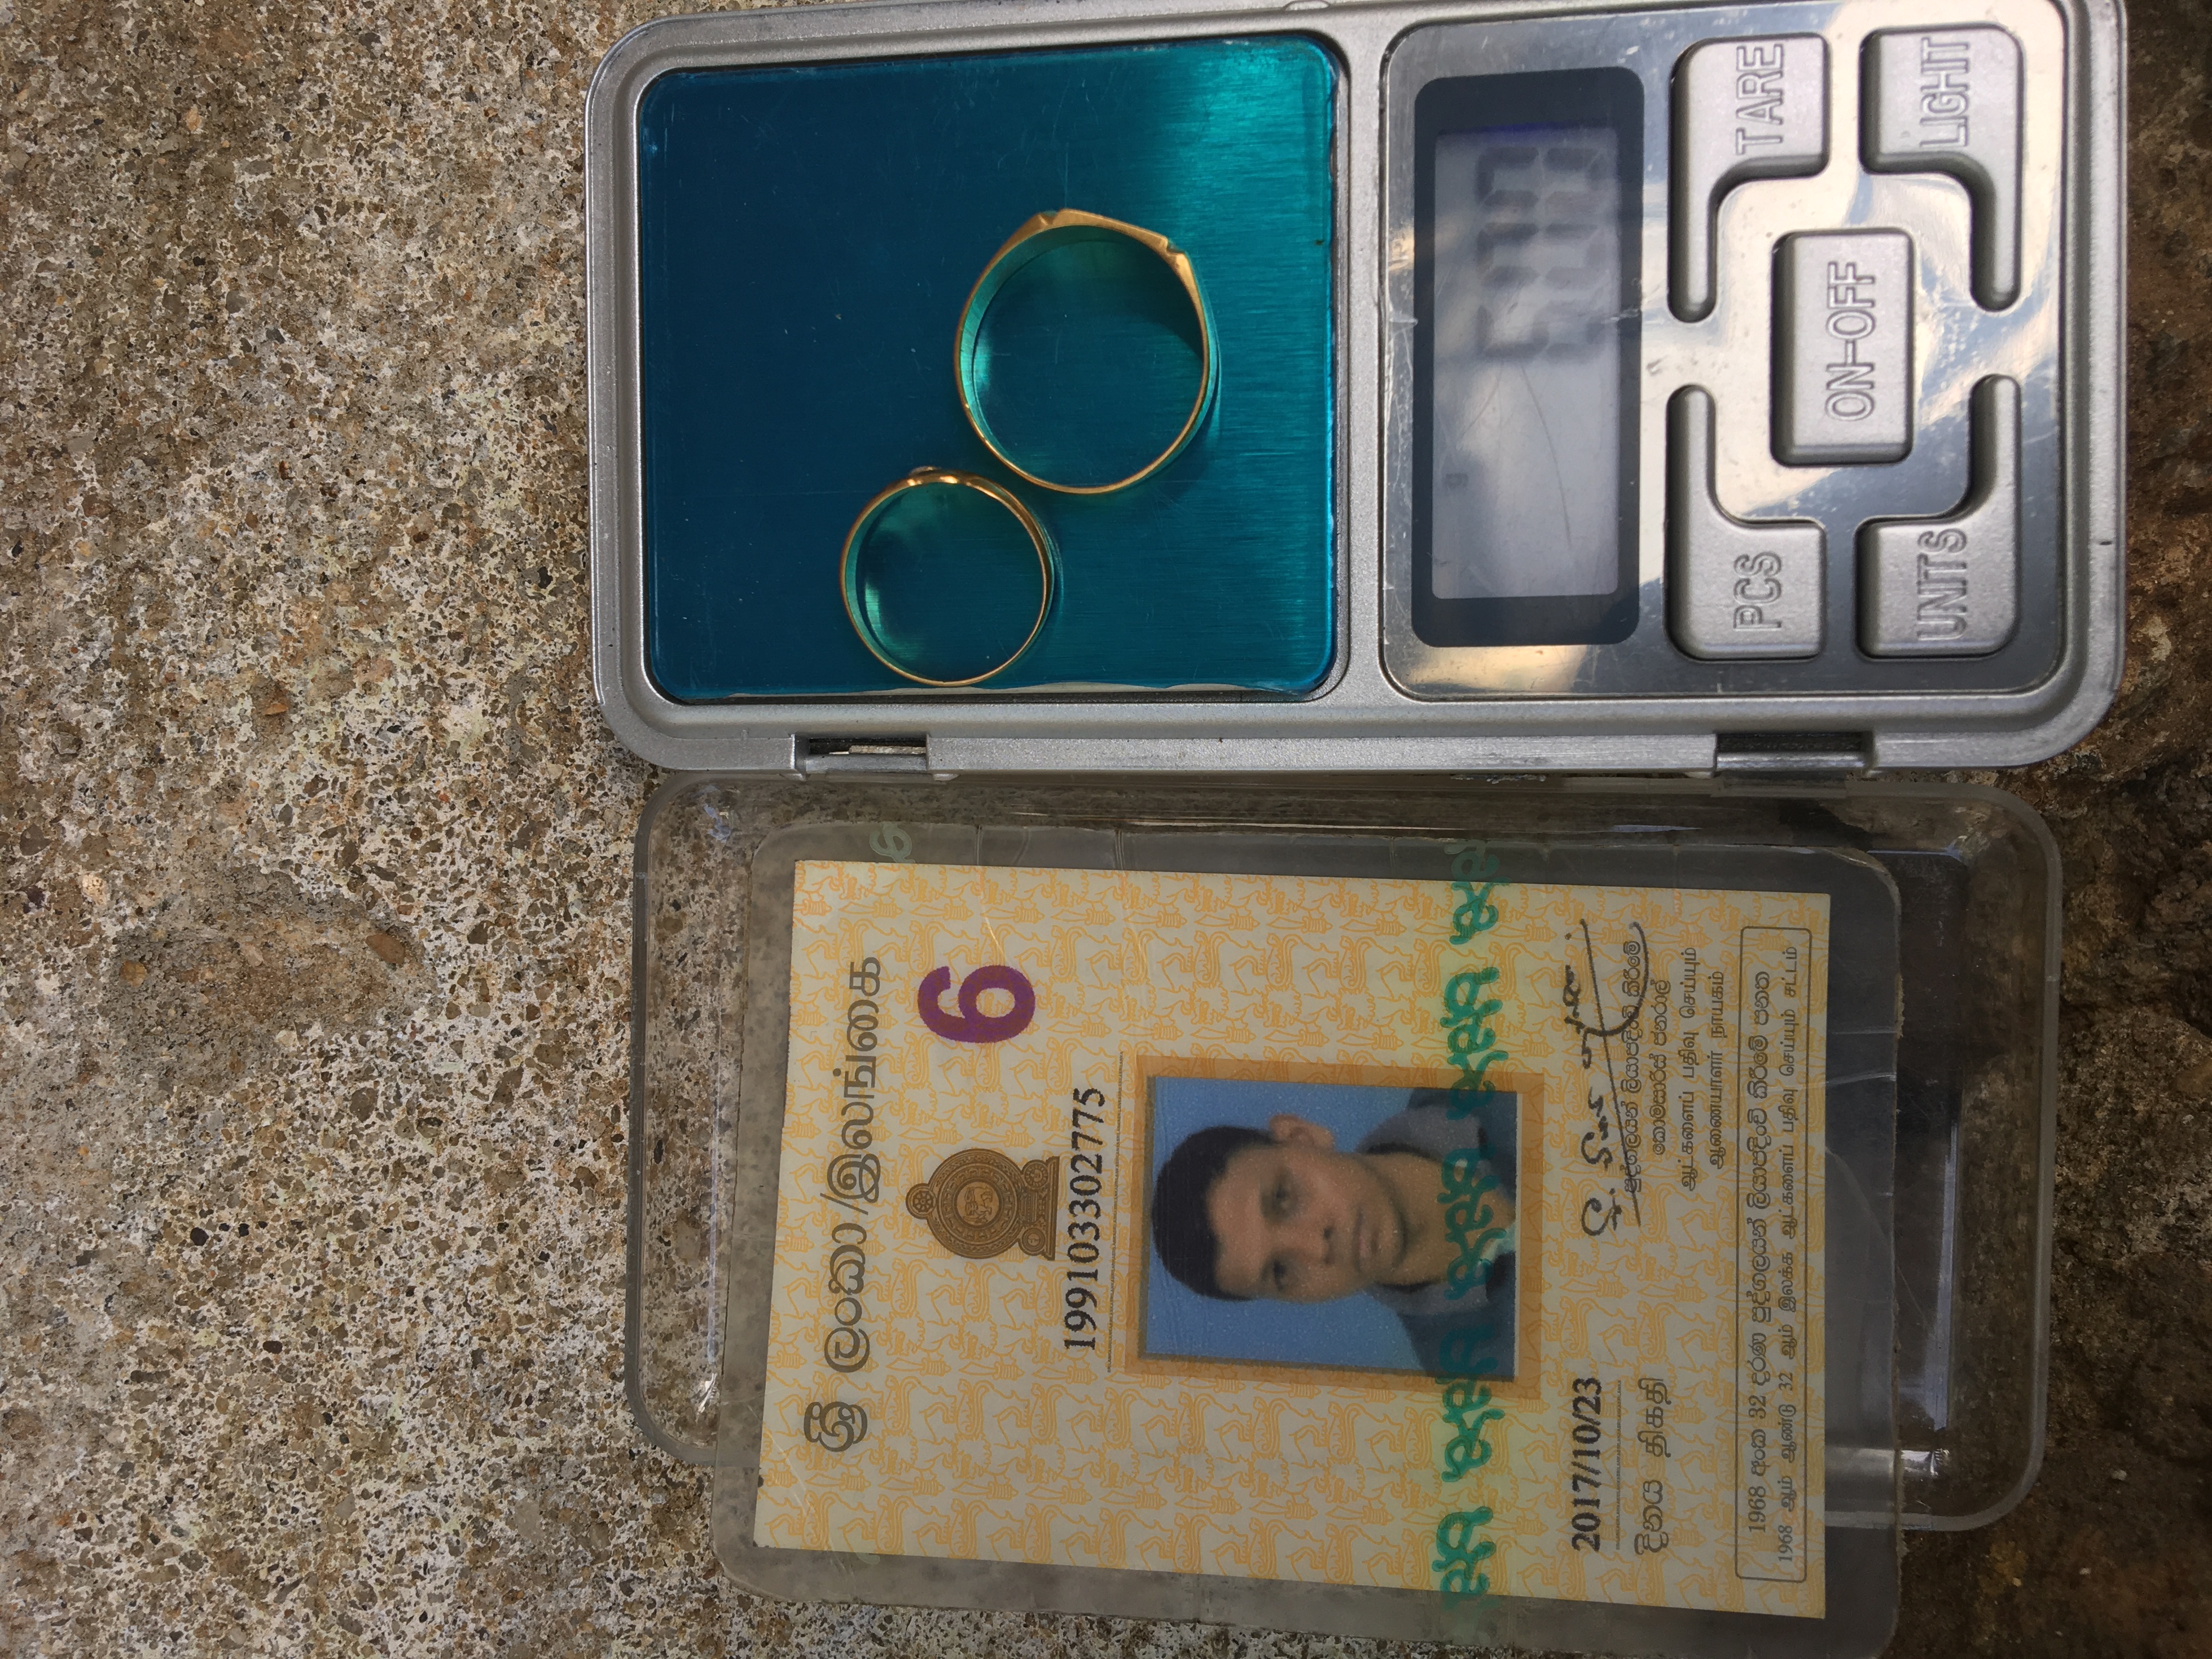 ශ්‍රී ලංකා/இலங்கை
6
199103302775
2017/10/23
දිනය திகதி
පුද්ගලයන් ලියාපදිංචි කිරීමේ
කොමසාරිස් ජනරාල්
ஆட்களைப் பதிவு செய்யும்
ஆணையாளர் நாயகம்
1968 අංක 32 දරණ පුද්ගලයන් ලියාපදිංචි කිරීමේ පනත
1968 ஆம் ஆண்டு 32 ஆம் இலக்க ஆட்களைப் பதிவு செய்யும் சட்டம்
PCS
TARE
ON-OFF
UNITS
LIGHT